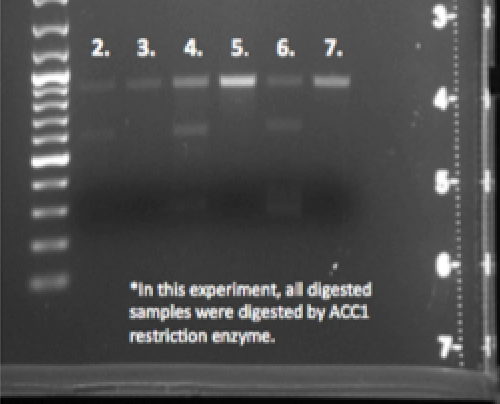 3-
2. 3. 4. 5. 6. 7.
4-
5-
6-
*In this experiment, all digested
samples were digested by ACC1
restriction enzyme.
7-